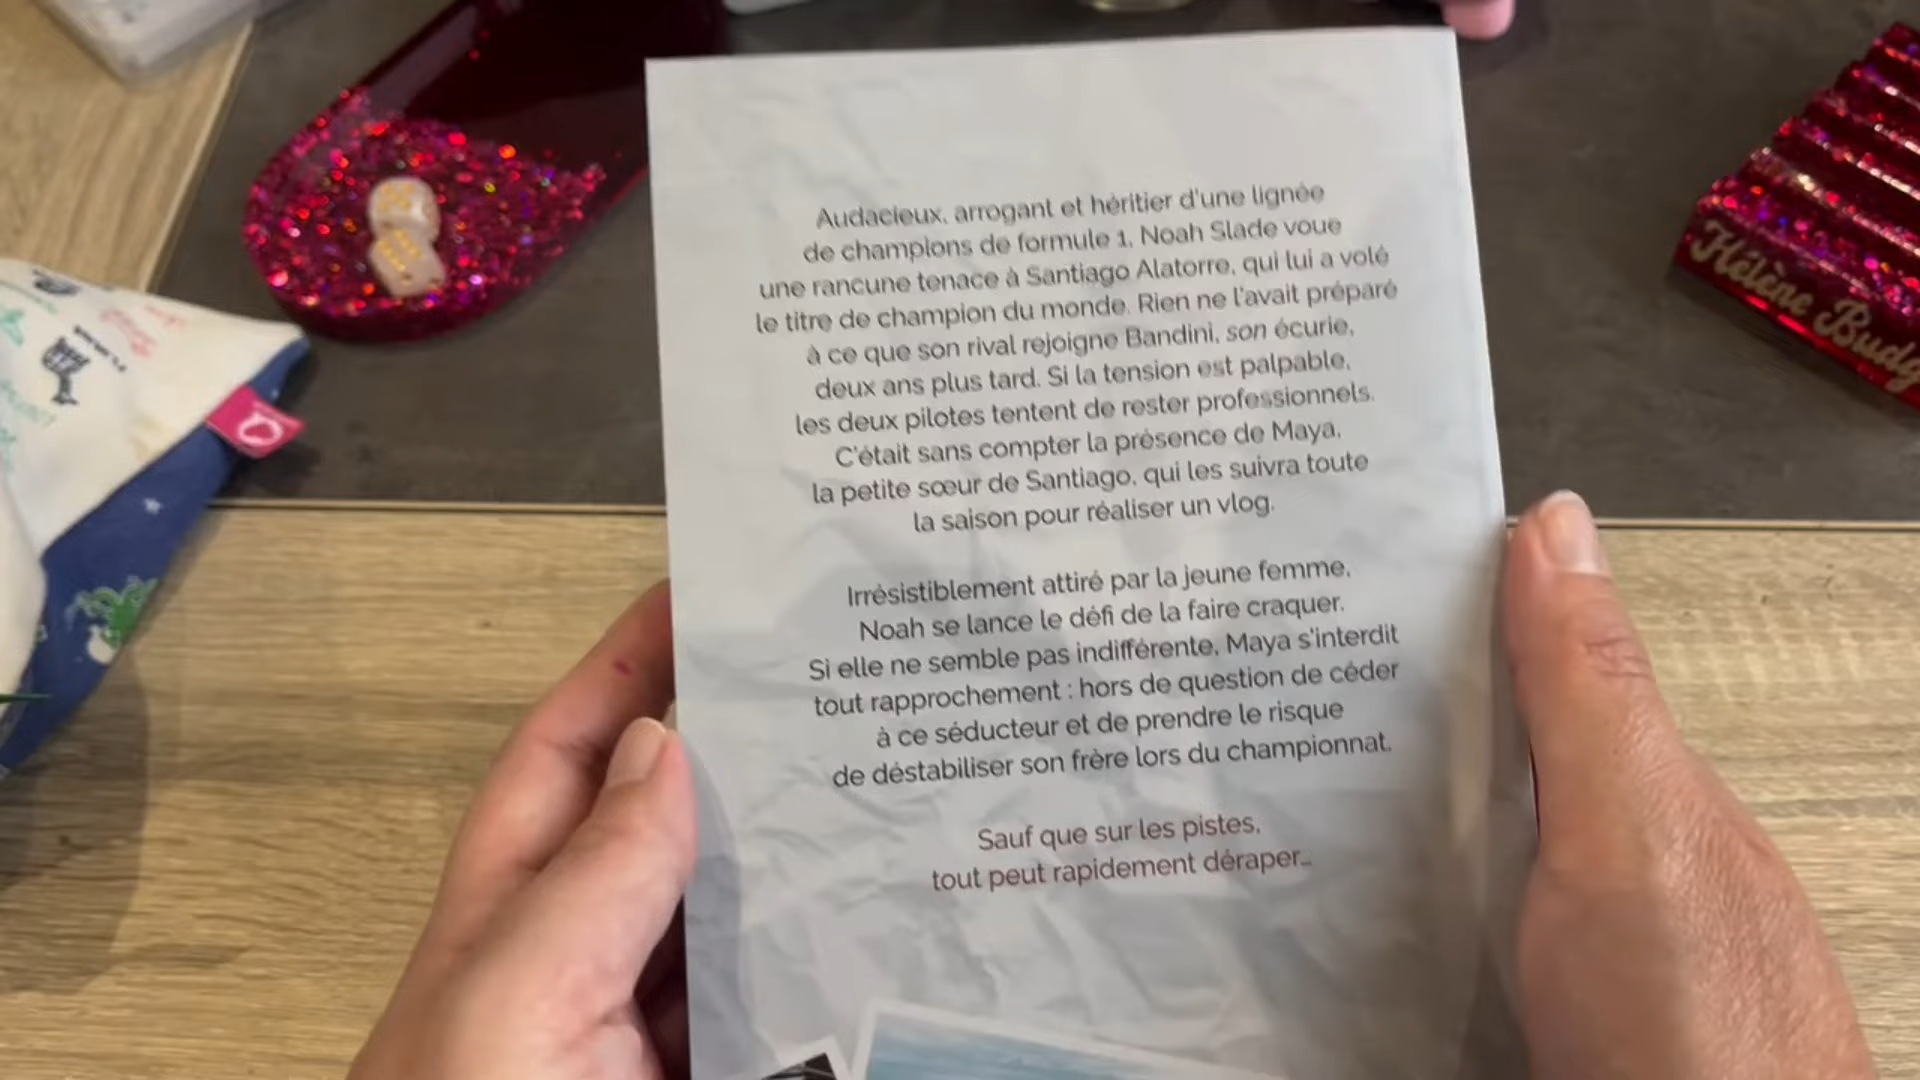 Audacieux, arrogant et héritier d'une lignée
de champions de formule 1, Noah Slade voue
une rancune tenace à Santiago Alatorre, qui lui a volé
le titre de champion du monde. Rien ne l'avait préparé
à ce que son rival rejoigne Bandini, son écurie,
deux ans plus tard. Si la tension est palpable,
les deux pilotes tentent de rester professionnels.
C'était sans compter la présence de Maya,
la petite sœur de Santiago, qui les suivra toute
la saison pour réaliser un vlog.
Irrésistiblement attiré par la jeune femme,
Noah se lance le défi de la faire craquer.
Si elle ne semble pas indifférente, Maya s'interdit
tout rapprochement : hors de question de céder
à ce séducteur et de prendre le risque
de déstabiliser son frère lors du championnat.
Sauf que sur les pistes,
tout peut rapidement déraper...
Hélène Budg